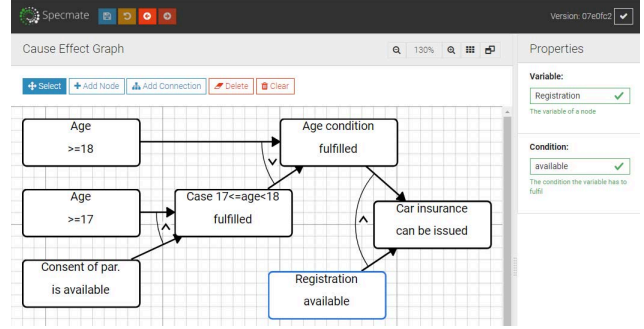 Specmate
Version: 07e0fc2
Cause Effect Graph
130%
Properties
Select
Add Node
Add Connection
Delete
Clear
Variable:
Registration
The variable of a node
Condition:
available
The condition the variable has to
fulfil
Age
>=18
Age condition
fulfilled
Age
>=17
Case 17<=age<18
fulfilled
Car insurance
can be issued
Consent of par.
is available
Registration
available